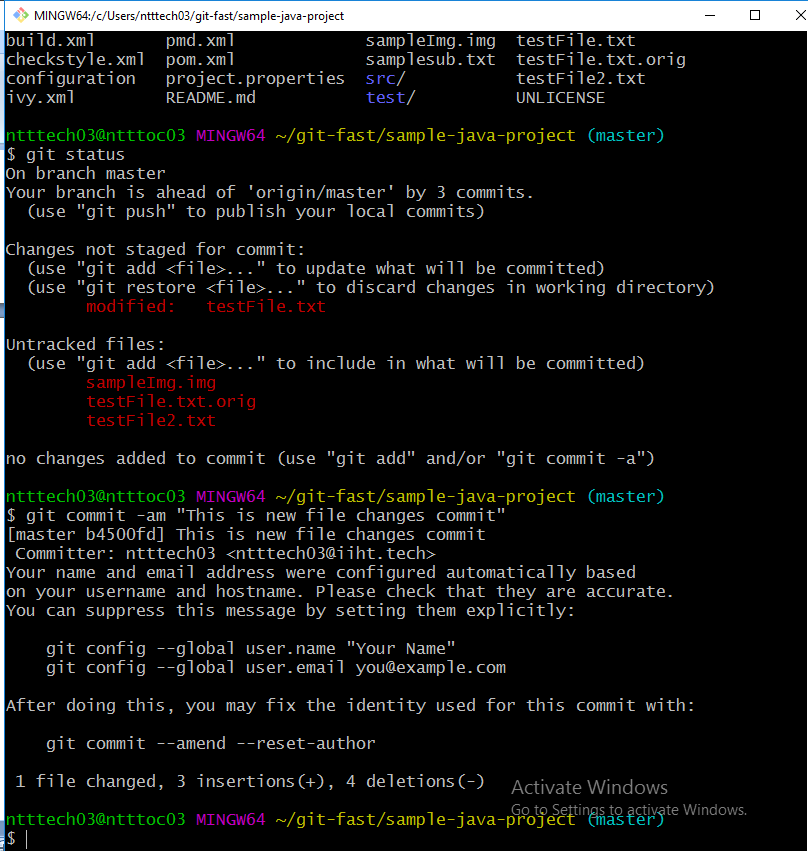 MINGW64:/c/Users/ntttech03/git-fast/sample-java-project
build.xml pmd.xml sampleImg.img testFile.txt
checkstyle.xml pom.xml samplesub.txt testFile.txt.orig
configuration project.properties src/ testFile2.txt
ivy.xml README.md test/ UNLICENSE
ntttech03@ntttoc03 MINGW64 ~/git-fast/sample-java-project (master)
$ git status
On branch master
Your branch is ahead of 'origin/master' by 3 commits.
(use "git push" to publish your local commits)
Changes not staged for commit:
(use "git add <file>..." to update what will be committed)
(use "git restore <file>..." to discard changes in working directory)
modified: testFile.txt
Untracked files:
(use "git add <file>..." to include in what will be committed)
sampleImg.img
testFile.txt.orig
testFile2.txt
no changes added to commit (use "git add" and/or "git commit -a")
ntttech03@ntttoc03 MINGW64 ~/git-fast/sample-java-project (master)
$ git commit -am "This is new file changes commit"
[master b4500fd] This is new file changes commit
Committer: ntttech03 <ntttech03@iiht.tech>
Your name and email address were configured automatically based
on your username and hostname. Please check that they are accurate.
You can suppress this message by setting them explicitly:
git config --global user.name "Your Name"
git config --global user.email you@example.com
After doing this, you may fix the identity used for this commit with:
git commit --amend --reset-author
1 file changed, 3 insertions(+), 4 deletions(-)
Activate Windows
Go to Settings to activate Windows.
ntttech03@ntttoc03 MINGW64 ~/git-fast/sample-java-project (master)
$